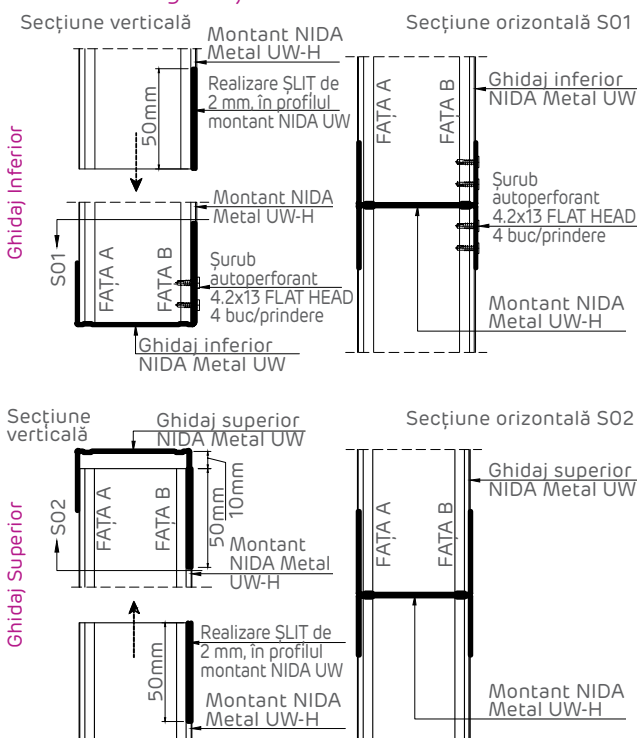 Secțiune verticală
Montant NIDA
Metal UW-H
Realizare ȘLIT de
2 mm, în profilul
montant NIDA UW
50mm
Ghidaj Inferior
Montant NIDA
Metal UW-H
S01
FAȚA A
FAȚA B
Șurub
autoperforant
4.2x13 FLAT HEAD
4 buc/prindere
Ghidaj inferior
NIDA Metal UW
Secțiune orizontală S01
FAȚA A
FAȚA B
Ghidaj inferior
NIDA Metal UW
Șurub
autoperforant
4.2x13 FLAT HEAD
4 buc/prindere
Montant NIDA
Metal UW-H
Secțiune
verticală
Ghidaj superior
NIDA Metal UW
Ghidaj Superior
S02
FAȚA A
FAȚA B
50mm
10mm
Montant
NIDA Metal
UW-H
Realizare ȘLIT de
2 mm, în profilul
montant NIDA UW
50mm
Montant NIDA
Metal UW-H
Secțiune orizontală S02
FAȚA A
FAȚA B
Ghidaj superior
NIDA Metal UW
Montant NIDA
Metal UW-H